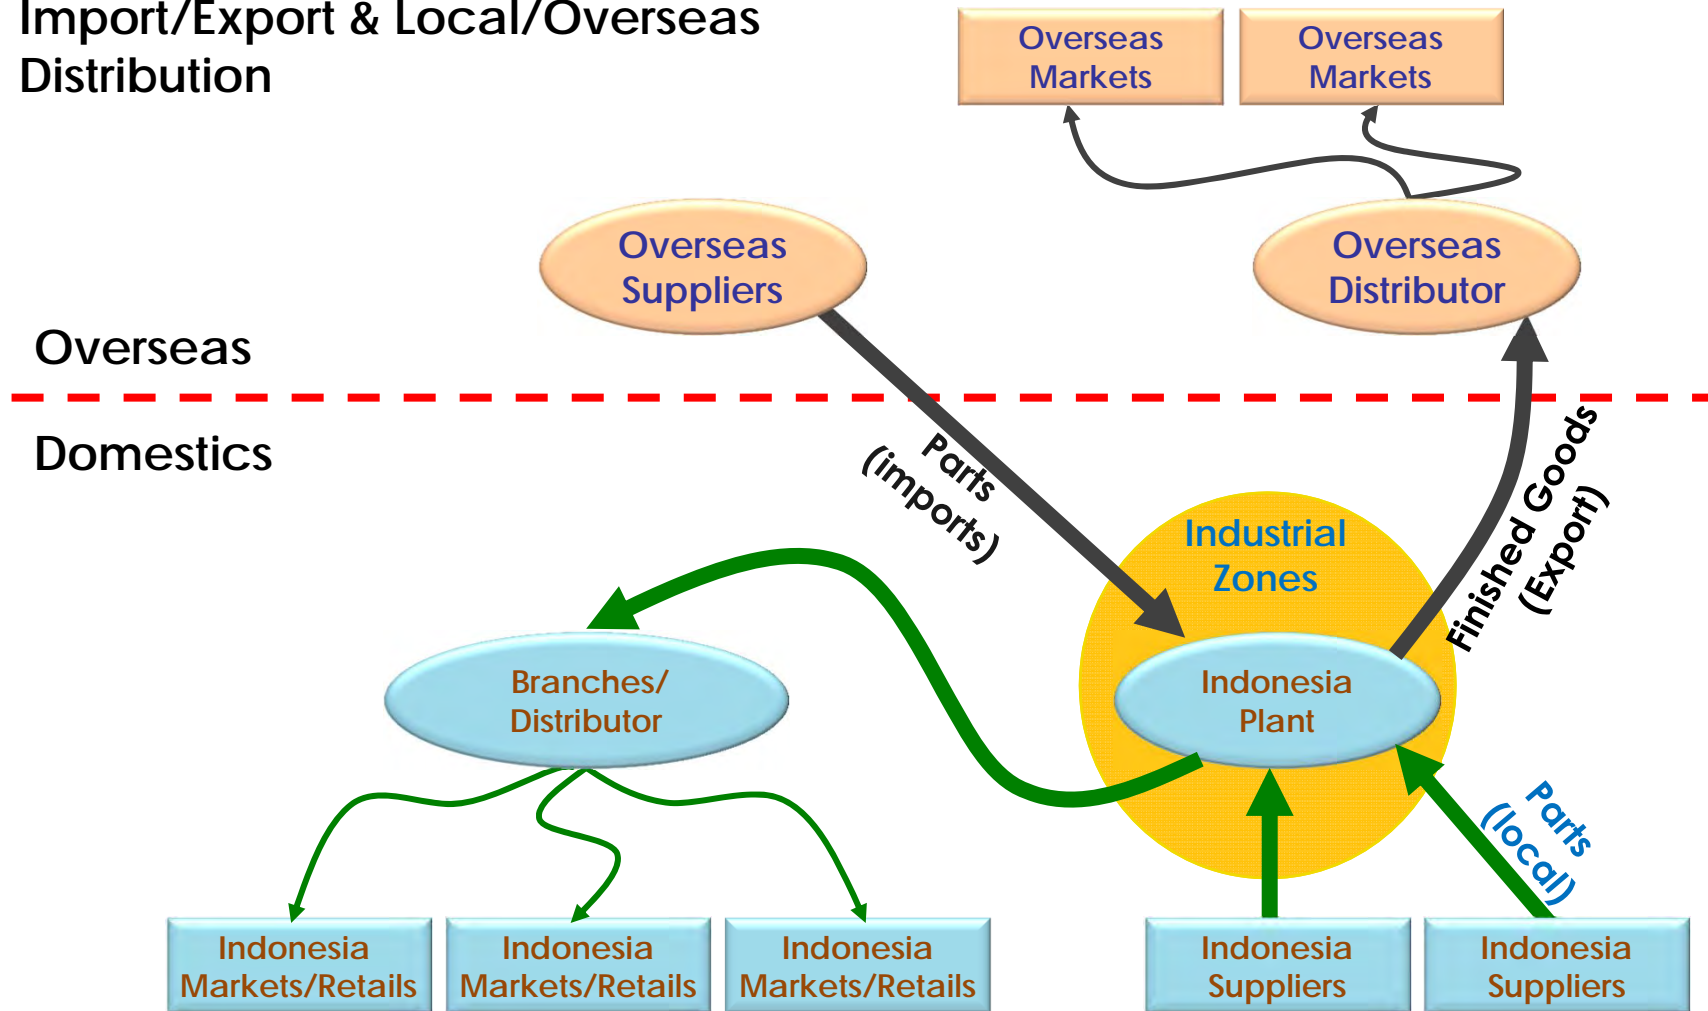 Import/Export & Local/Overseas
Distribution
Overseas
Markets
Overseas
Markets
Overseas
Suppliers
Overseas
Distributor
Overseas
Domestics
Parts
(imports)
Finished Goods
(Export)
Industrial
Zones
Branches/
Distributor
Indonesia
Plant
Parts
(local)
Indonesia
Markets/Retails
Indonesia
Markets/Retails
Indonesia
Markets/Retails
Indonesia
Suppliers
Indonesia
Suppliers